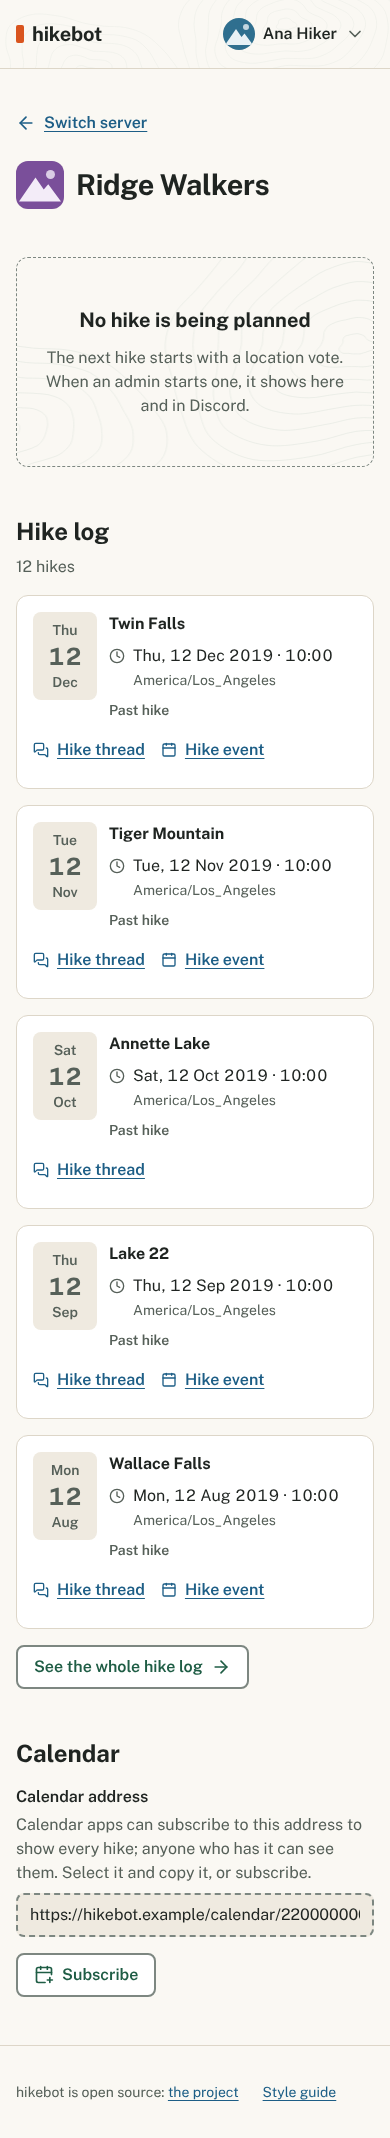 hikebot
Ana Hiker
Switch server
Ridge Walkers
No hike is being planned
The next hike starts with a location vote.
When an admin starts one, it shows here
and in Discord.
Hike log
12 hikes
Thu
12
Dec
Twin Falls
Thu, 12 Dec 2019 · 10:00
America/Los_Angeles
Past hike
Hike thread
Hike event
Tue
12
Nov
Tiger Mountain
Tue, 12 Nov 2019 · 10:00
America/Los_Angeles
Past hike
Hike thread
Hike event
Sat
12
Oct
Annette Lake
Sat, 12 Oct 2019 · 10:00
America/Los_Angeles
Past hike
Hike thread
Thu
12
Sep
Lake 22
Thu, 12 Sep 2019 · 10:00
America/Los_Angeles
Past hike
Hike thread
Hike event
Mon
12
Aug
Wallace Falls
Mon, 12 Aug 2019 · 10:00
America/Los_Angeles
Past hike
Hike thread
Hike event
See the whole hike log
Calendar
Calendar address
Calendar apps can subscribe to this address to
show every hike; anyone who has it can see
them. Select it and copy it, or subscribe.
https://hikebot.example/calendar/22000000
Subscribe
hikebot is open source: the project
Style guide